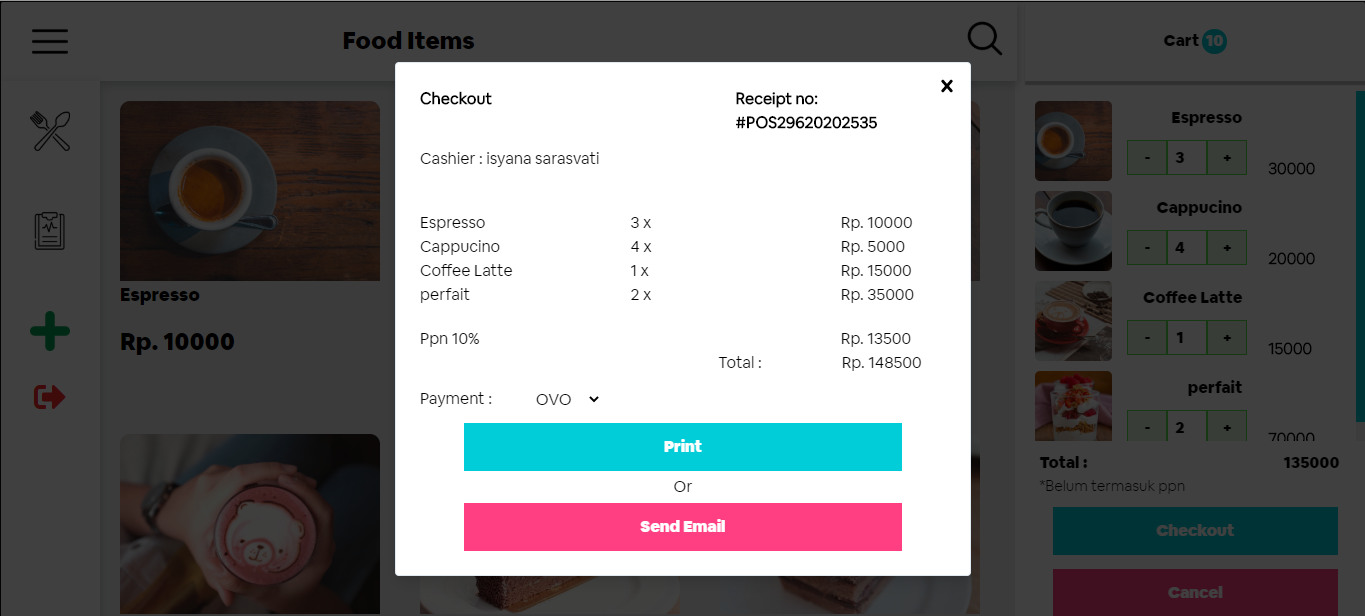 Food Items
Cart 10
Espresso
Rp. 10000
Checkout
Receipt no:
#POS29620202535
Cashier : isyana sarasvati
Espresso 3 x Rp. 10000
Cappucino 4 x Rp. 5000
Coffee Latte 1 x Rp. 15000
perfait 2 x Rp. 35000
Ppn 10% Rp. 13500
Total : Rp. 148500
Payment : OVO
Print
Or
Send Email
Espresso
- 3 + 30000
Cappucino
- 4 + 20000
Coffee Latte
- 1 + 15000
perfait
- 2 + 70000
Total : 135000
*Belum termasuk ppn
Checkout
Cancel